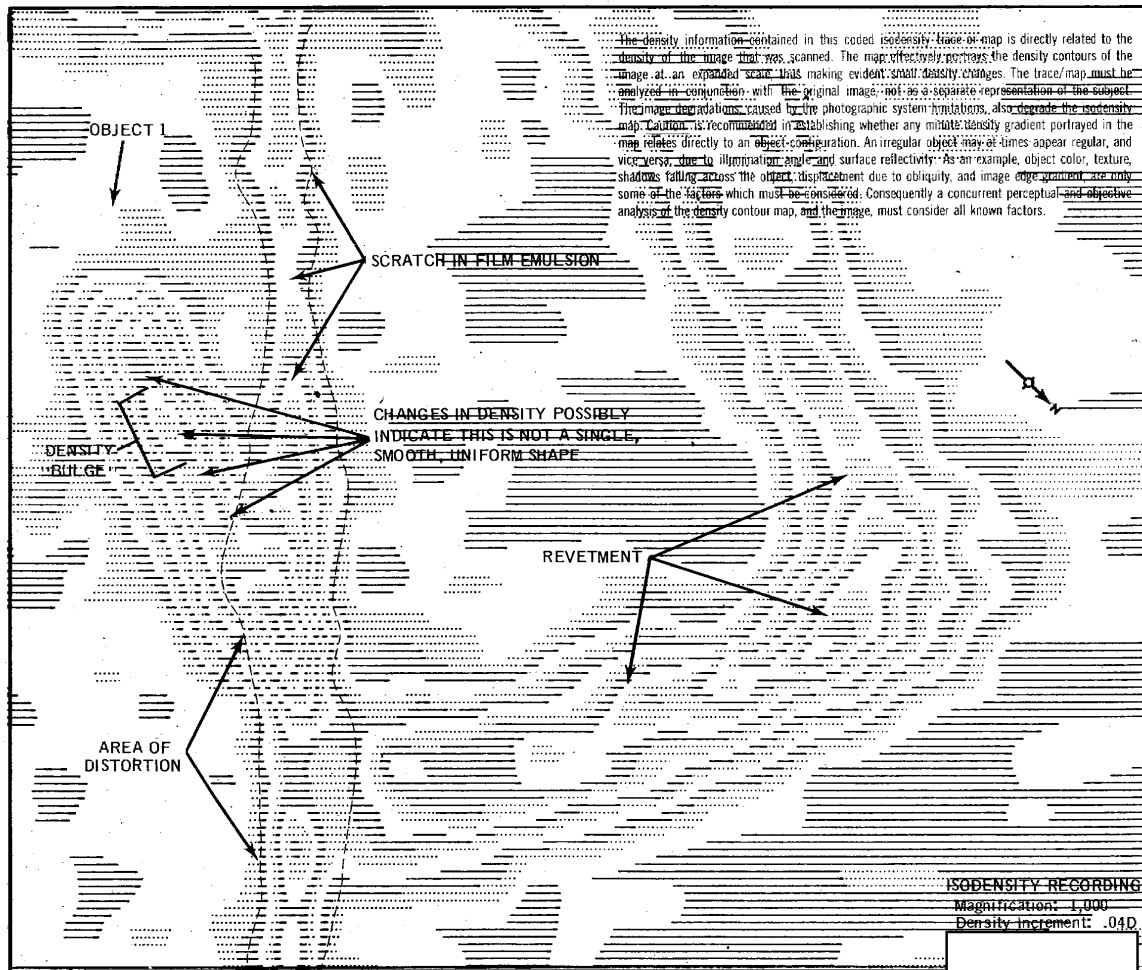 The density information contained in this coded isodensity trace or map is directly related to the
density of the image that was scanned. The map effectively portrays the density contours of the
image at an expanded scale, thus making evident small density changes. The trace/map must be
analyzed in conjunction with the original image, not as a separate representation of the subject.
The image degradations, caused by the photographic system limitations, also degrade the isodensity
map. Caution is recommended in establishing whether any minute density gradient portrayed in the
map relates directly to an object configuration. An irregular object may at times appear regular, and
vice versa, due to illumination angle and surface reflectivity. As an example, object color, texture,
shadows falling across the object, displacement due to obliquity, and image edge gradient, are only
some of the factors which must be considered. Consequently a concurrent perceptual and objective
analysis of the density contour map, and the image, must consider all known factors.
OBJECT 1
SCRATCH IN FILM EMULSION
CHANGES IN DENSITY POSSIBLY
INDICATE THIS IS NOT A SINGLE,
SMOOTH, UNIFORM SHAPE
DENSITY
"BULGE"
N
REVETMENT
AREA OF
DISTORTION
ISODENSITY RECORDING
Magnification: 1,000
Density Increment: .04D